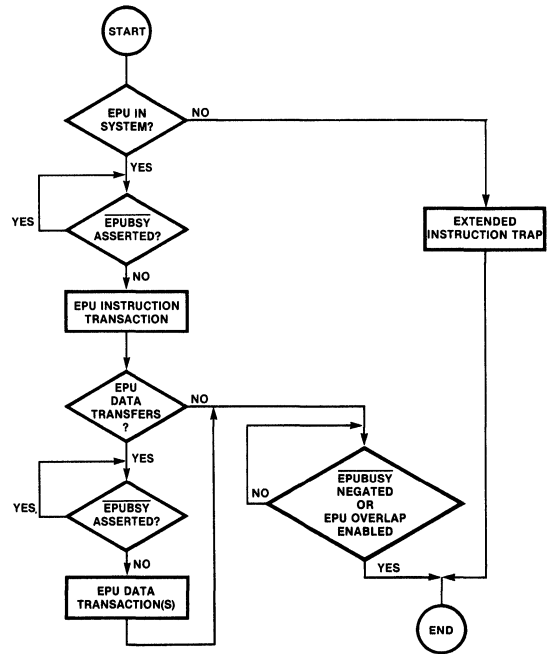 START
EPU IN
SYSTEM?
NO
YES
YES
EPUBSY
ASSERTED?
NO
EXTENDED
INSTRUCTION TRAP
EPU INSTRUCTION
TRANSACTION
EPU
DATA
TRANSFERS
?
NO
YES
YES
EPUBSY
ASSERTED?
NO
EPUBUSY
NEGATED
OR
EPU OVERLAP
ENABLED
NO
YES
EPU DATA
TRANSACTION(S)
END